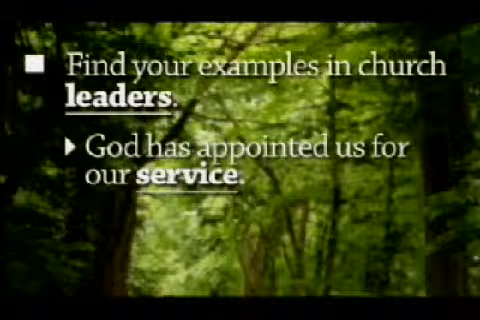 Find your examples in church
leaders.
God has appointed us for
our service.